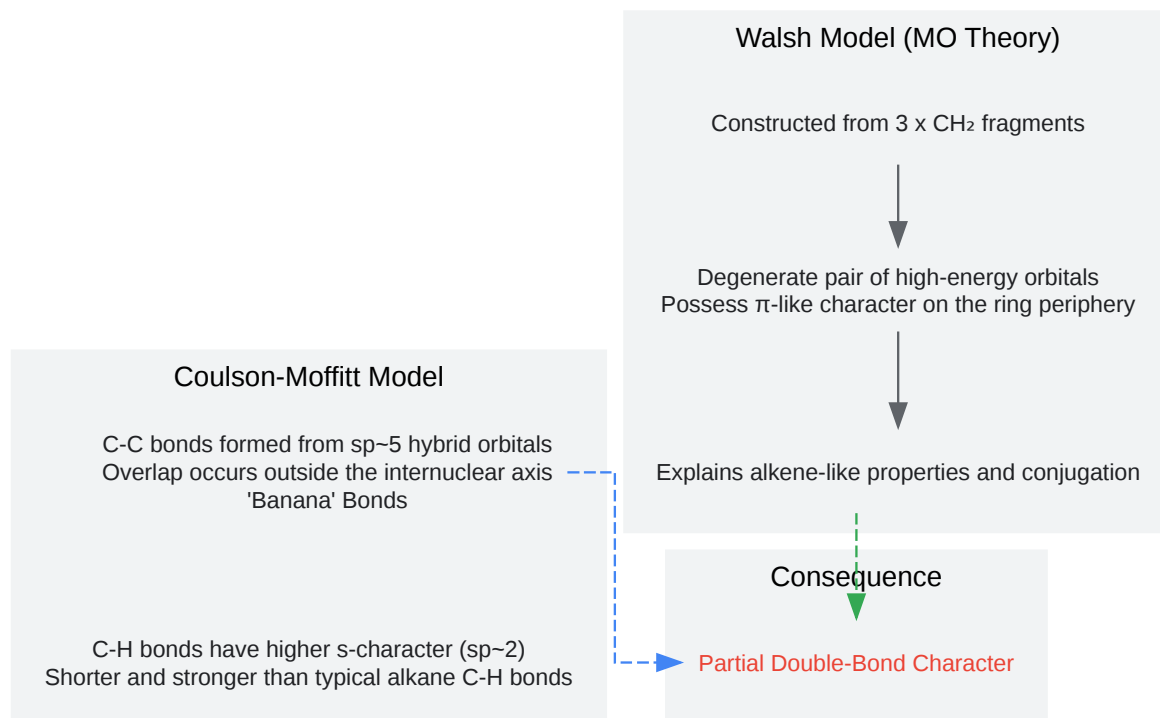 Walsh Model (MO Theory)
Constructed from 3 x CH₂ fragments
Degenerate pair of high-energy orbitals
Possess π-like character on the ring periphery
Explains alkene-like properties and conjugation
Coulson-Moffitt Model
C-C bonds formed from sp~5 hybrid orbitals
Overlap occurs outside the internuclear axis
'Banana' Bonds
C-H bonds have higher s-character (sp~2)
Shorter and stronger than typical alkane C-H bonds
Consequence
Partial Double-Bond Character